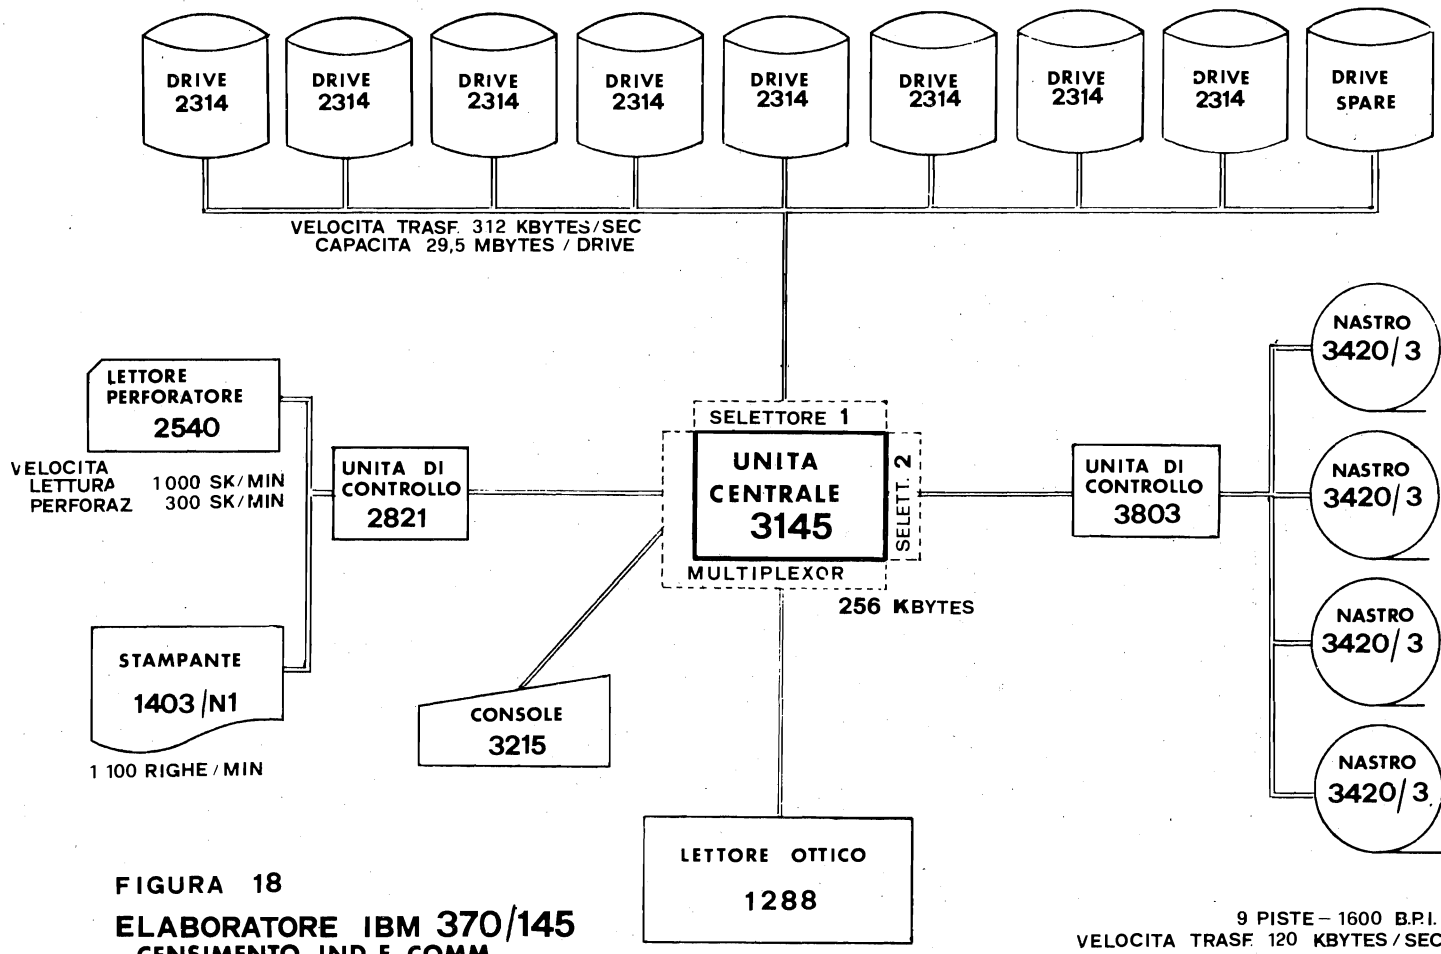 DRIVE
2314
DRIVE
2314
DRIVE
2314
DRIVE
2314
DRIVE
2314
DRIVE
2314
DRIVE
2314
DRIVE
2314
DRIVE
SPARE
VELOCITA TRASF. 312 KBYTES/SEC
CAPACITA 29,5 MBYTES / DRIVE
LETTORE
PERFORATORE
2540
VELOCITA
LETTURA 1000 SK/MIN
PERFORAZ 300 SK/MIN
UNITA DI
CONTROLLO
2821
STAMPANTE
1403/N1
1 100 RIGHE / MIN
SELETTORE 1
UNITA
CENTRALE
3145
SELETT. 2
MULTIPLEXOR
256 KBYTES
CONSOLE
3215
LETTORE OTTICO
1288
UNITA DI
CONTROLLO
3803
NASTRO
3420/3
NASTRO
3420/3
NASTRO
3420/3
NASTRO
3420/3
9 PISTE – 1600 B.P.I.
VELOCITA TRASF. 120 KBYTES/SEC
FIGURA 18
ELABORATORE IBM 370/145
CENSIMENTO IND E COMM